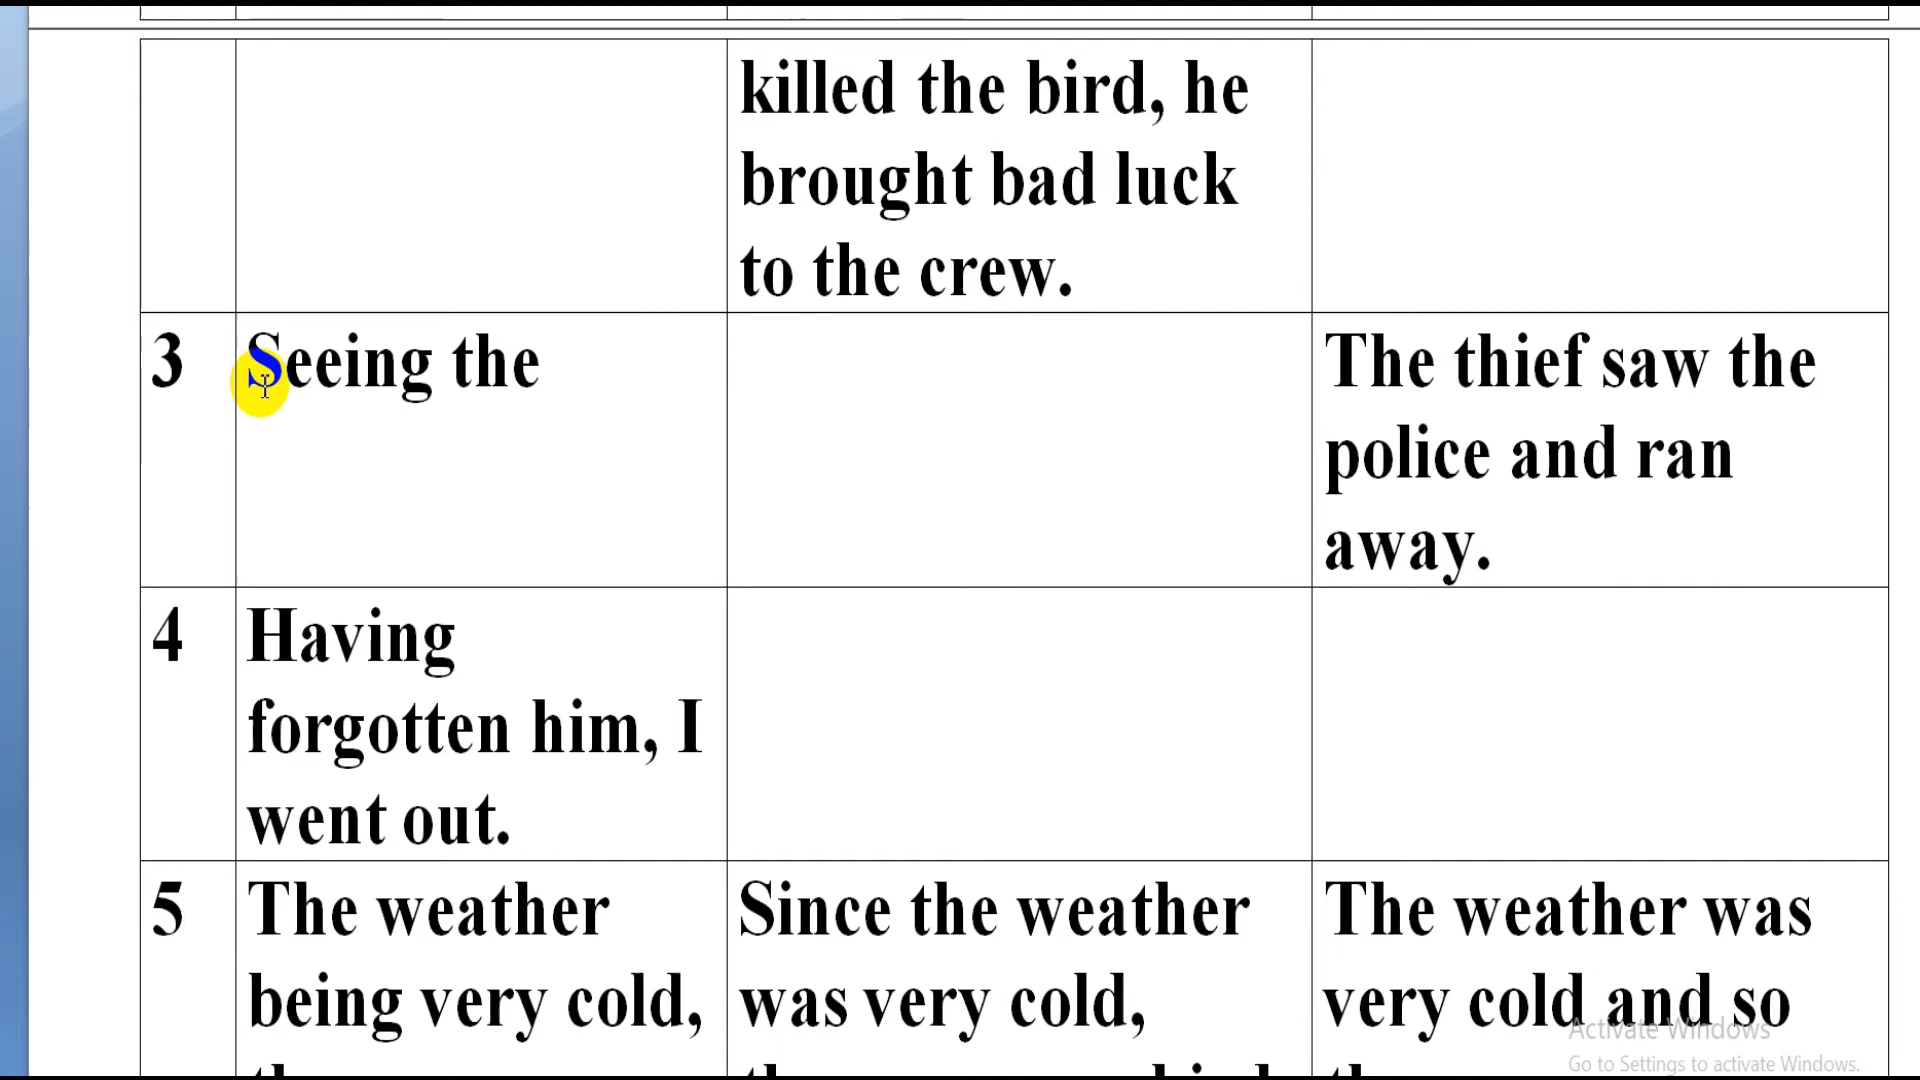 killed the bird, he
brought bad luck
to the crew.
3
Seeing the
The thief saw the
police and ran
away.
4
Having
forgotten him, I
went out.
5
The weather
being very cold,
Since the weather
was very cold,
The weather was
very cold and so
Activate Windows
Go to Settings to activate Windows.